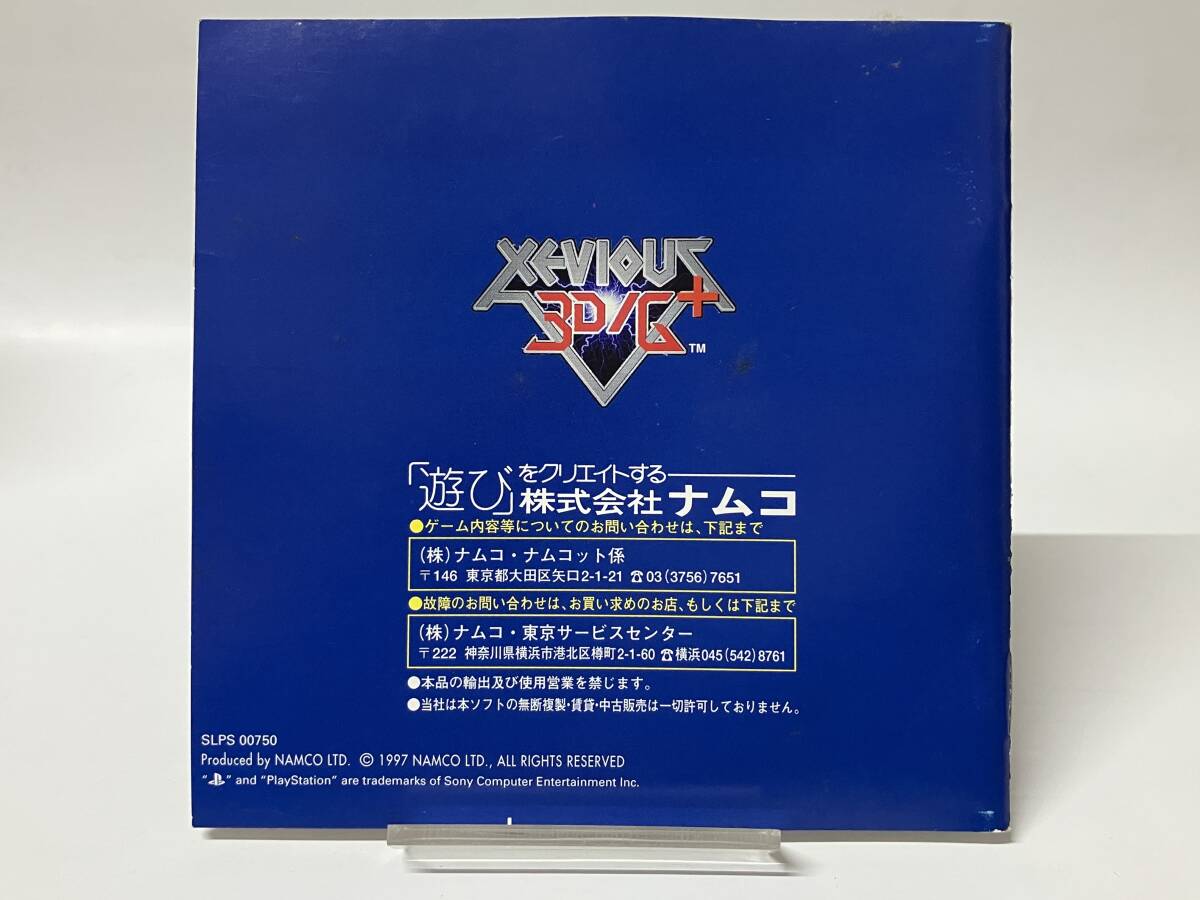 XEVIOUS
3D/G+
TM
「遊び」をクリエイトする
株式会社ナムコ
●ゲーム内容等についてのお問い合わせは、下記まで
(株)ナムコ・ナムコット係
〒146 東京都大田区矢口2-1-21 ☎03(3756)7651
●故障のお問い合わせは、お買い求めのお店、もしくは下記まで
(株)ナムコ・東京サービスセンター
〒222 神奈川県横浜市港北区樽町2-1-60 ☎横浜045(542)8761
●本品の輸出及び使用営業を禁じます。
●当社は本ソフトの無断複製・賃貸・中古販売は一切許可しておりません。
SLPS 00750
Produced by NAMCO LTD. © 1997 NAMCO LTD., ALL RIGHTS RESERVED
“PS” and “PlayStation” are trademarks of Sony Computer Entertainment Inc.